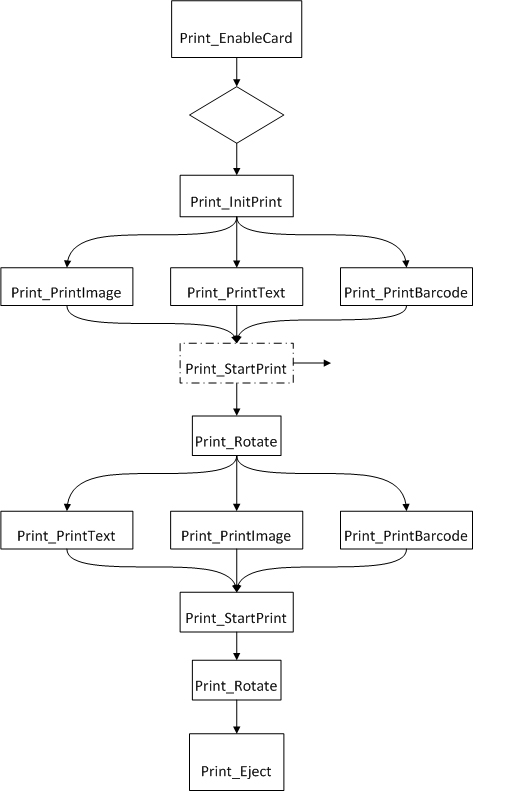 Print_EnableCard
Print_InitPrint
Print_PrintImage
Print_PrintText
Print_PrintBarcode
Print_StartPrint
Print_Rotate
Print_PrintText
Print_PrintImage
Print_PrintBarcode
Print_StartPrint
Print_Rotate
Print_Eject